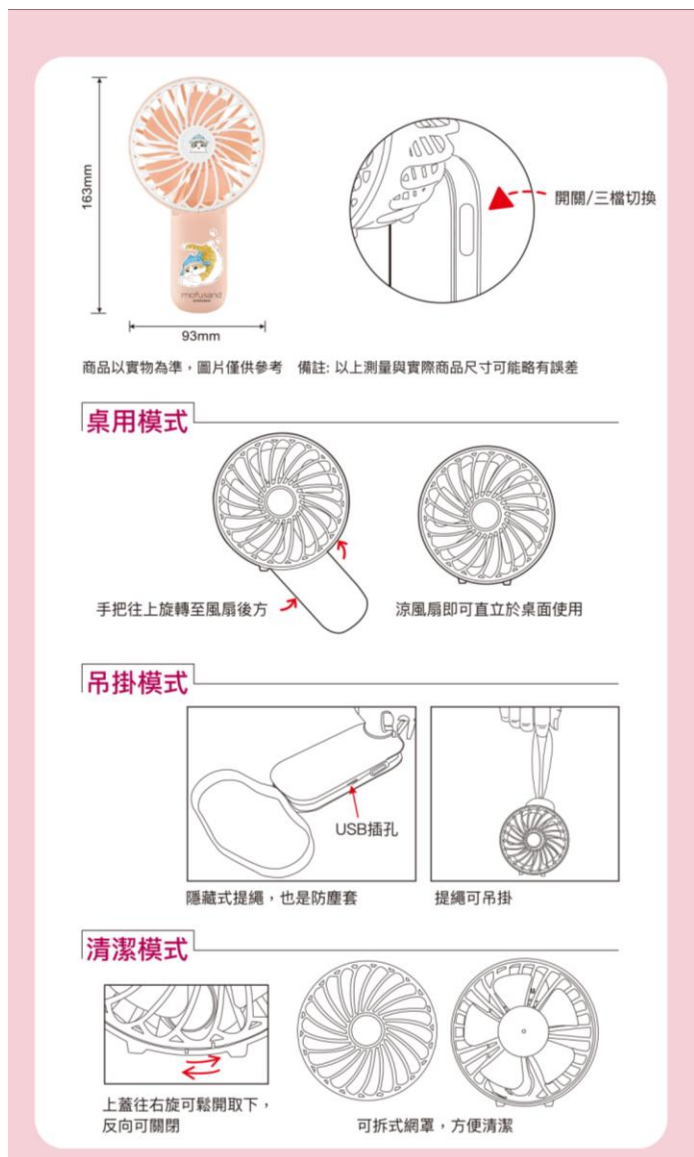 163mm
mofusand
93mm
開關/三檔切換
商品以實物為準，圖片僅供參考 備註: 以上測量與實際商品尺寸可能略有誤差
桌用模式
手把往上旋轉至風扇後方
涼風扇即可直立於桌面使用
吊掛模式
USB插孔
隱藏式提繩，也是防塵套
提繩可吊掛
清潔模式
上蓋往右旋可鬆開取下，
反向可關閉
可拆式網罩，方便清潔